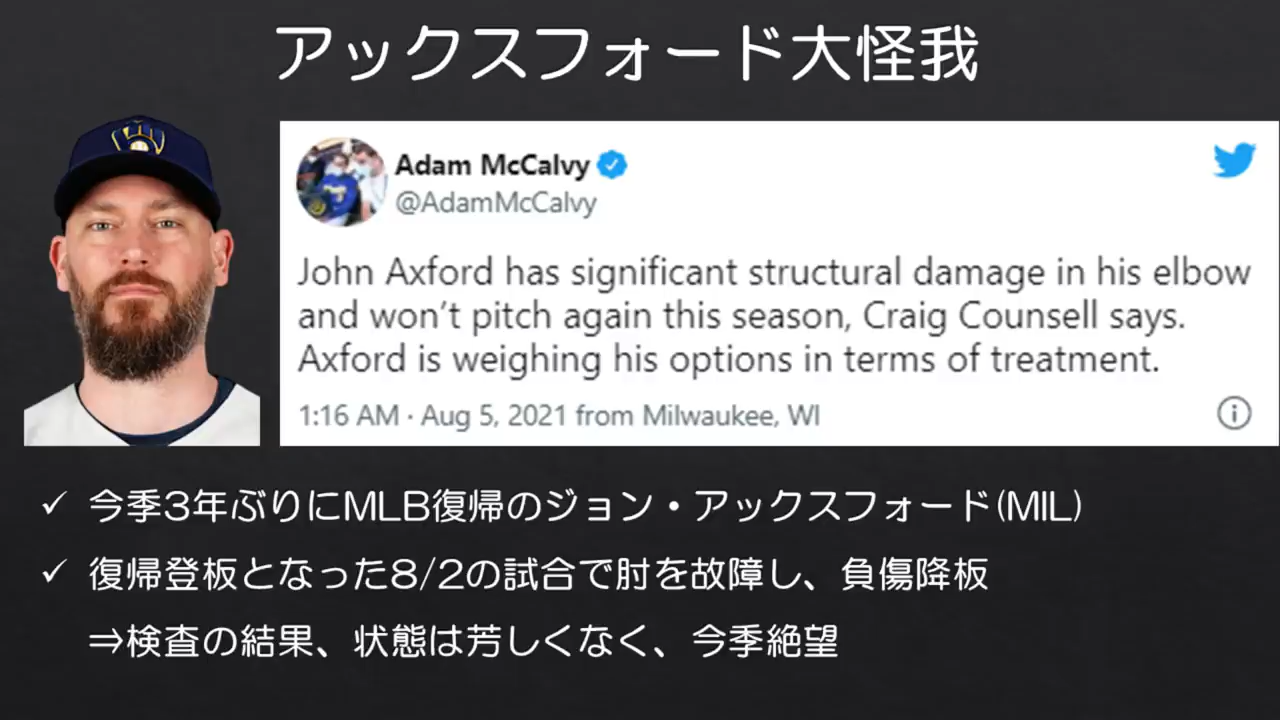 アックスフォード大怪我
Adam McCalvy
@AdamMcCalvy
John Axford has significant structural damage in his elbow
and won’t pitch again this season, Craig Counsell says.
Axford is weighing his options in terms of treatment.
1:16 AM · Aug 5, 2021 from Milwaukee, WI
✓ 今季3年ぶりにMLB復帰のジョン・アックスフォード(MIL)
✓ 復帰登板となった8/2の試合で肘を故障し、負傷降板
⇒検査の結果、状態は芳しくなく、今季絶望